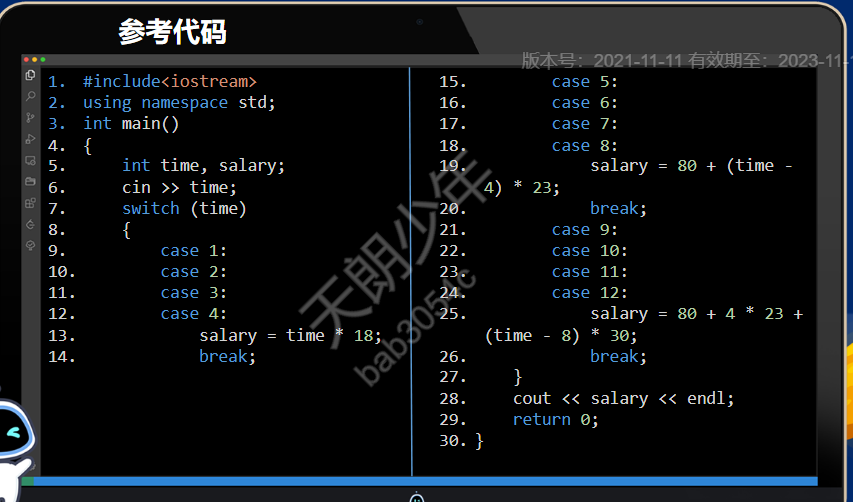 参考代码
版本号：2021-11-11 有效期至：2023-11-1
1. #include<iostream>
2. using namespace std;
3. int main()
4. {
5. int time, salary;
6. cin >> time;
7. switch (time)
8. {
9. case 1:
10. case 2:
11. case 3:
12. case 4:
13. salary = time * 18;
14. break;
15. case 5:
16. case 6:
17. case 7:
18. case 8:
19. salary = 80 + (time -
4) * 23;
20. break;
21. case 9:
22. case 10:
23. case 11:
24. case 12:
25. salary = 80 + 4 * 23 +
(time - 8) * 30;
26. break;
27. }
28. cout << salary << endl;
29. return 0;
30. }
天朗少年
bab3054c